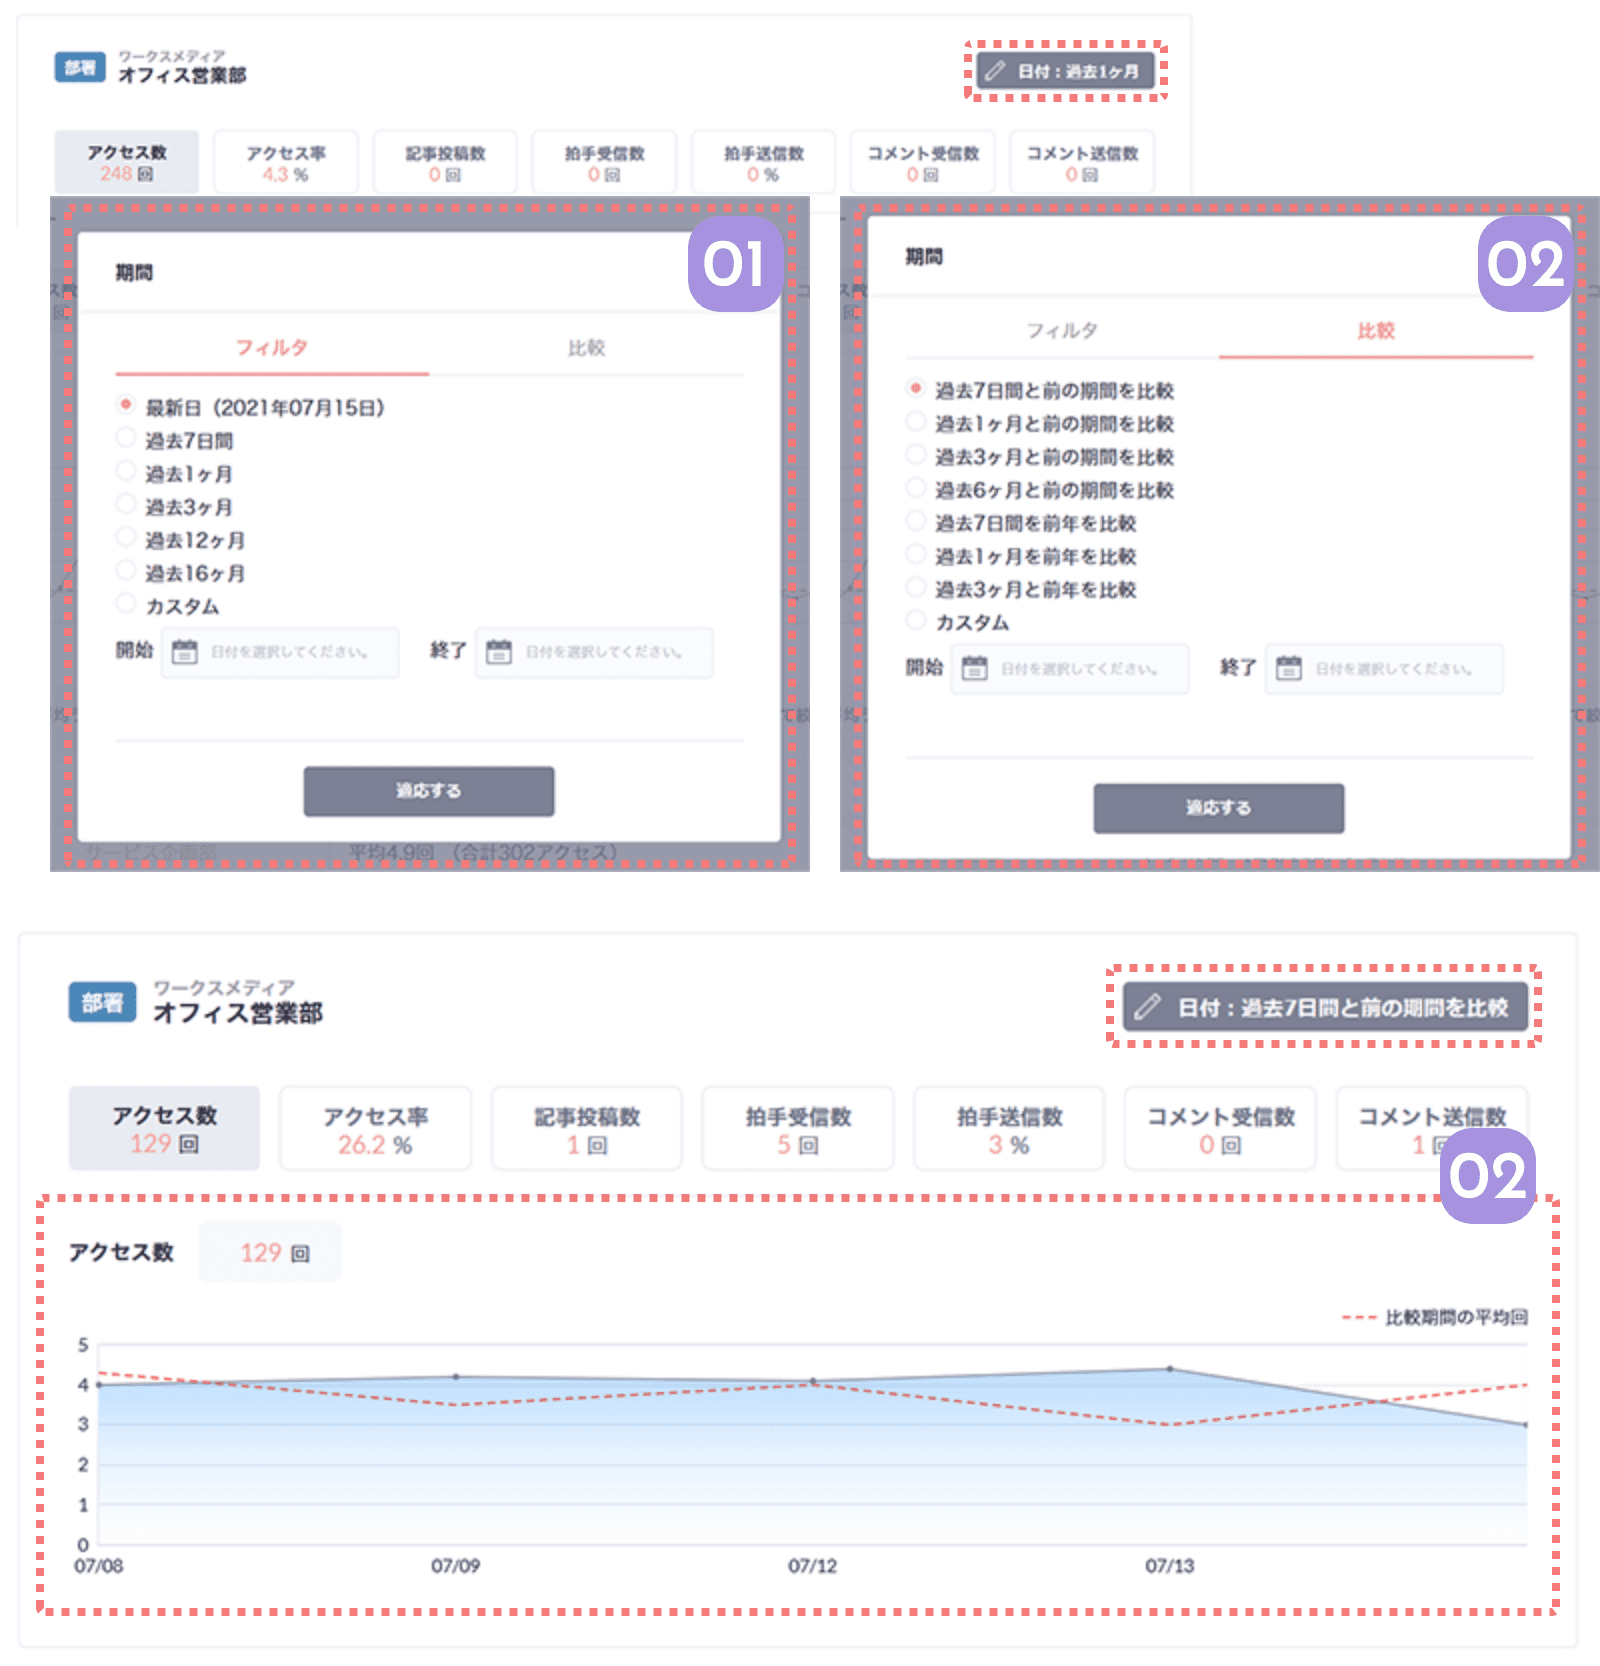 部署
ワークスメディア
オフィス営業部
日付：過去1ヶ月
アクセス数
248 回
アクセス率
4.3 %
記事投稿数
0 回
拍手受信数
0 回
拍手送信数
0 %
コメント受信数
0 回
コメント送信数
0 回
01
期間
フィルタ
比較
最新日（2021年07月15日）
過去7日間
過去1ヶ月
過去3ヶ月
過去12ヶ月
過去16ヶ月
カスタム
開始
日付を選択してください。
終了
日付を選択してください。
適応する
サービス企画部
平均4.9回 （合計302アクセス）
02
期間
フィルタ
比較
過去7日間と前の期間を比較
過去1ヶ月と前の期間を比較
過去3ヶ月と前の期間を比較
過去6ヶ月と前の期間を比較
過去7日間を前年を比較
過去1ヶ月を前年を比較
過去3ヶ月と前年を比較
カスタム
開始
日付を選択してください。
終了
日付を選択してください。
適応する
部署
ワークスメディア
オフィス営業部
日付：過去7日間と前の期間を比較
アクセス数
129 回
アクセス率
26.2 %
記事投稿数
1 回
拍手受信数
5 回
拍手送信数
3 %
コメント受信数
0 回
コメント送信数
1
02
アクセス数
129 回
比較期間の平均回
5
4
3
2
1
0
07/08
07/09
07/12
07/13